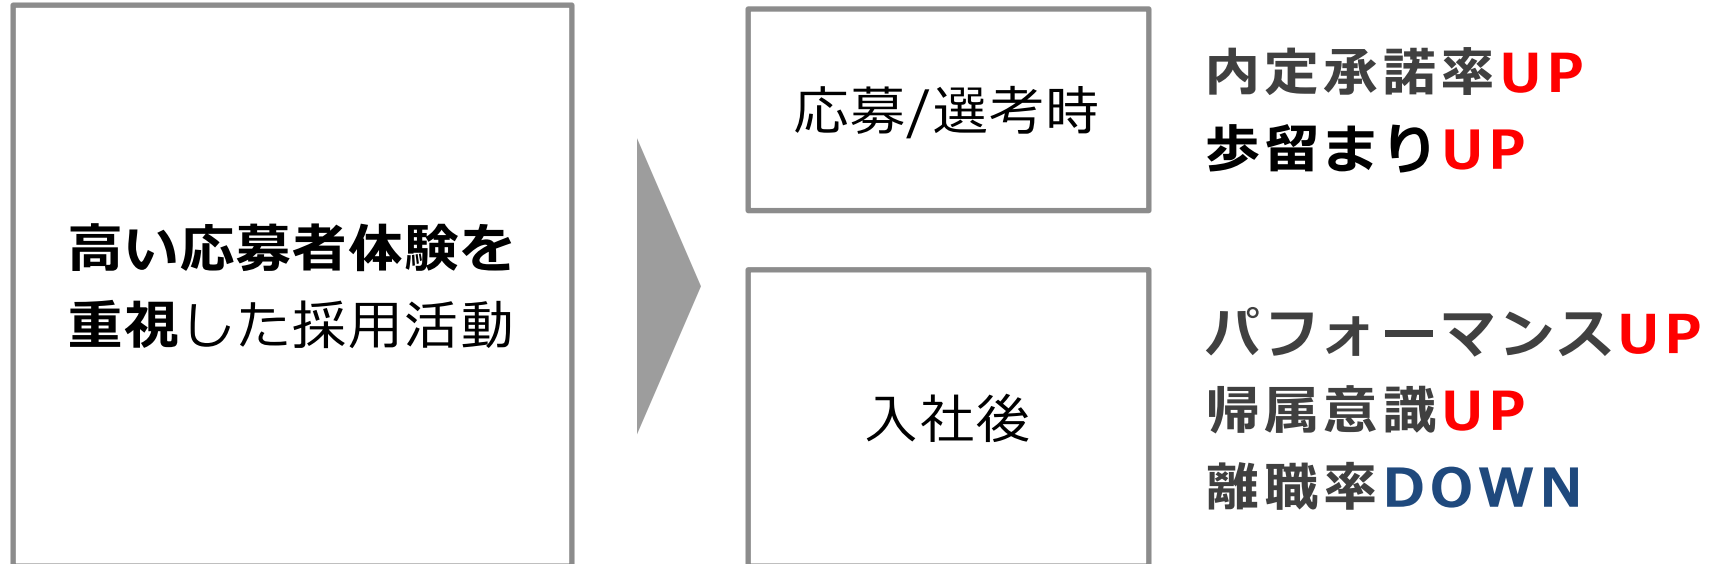 高い応募者体験を
重視した採用活動
応募/選考時
内定承諾率UP
歩留まりUP
入社後
パフォーマンスUP
帰属意識UP
離職率DOWN